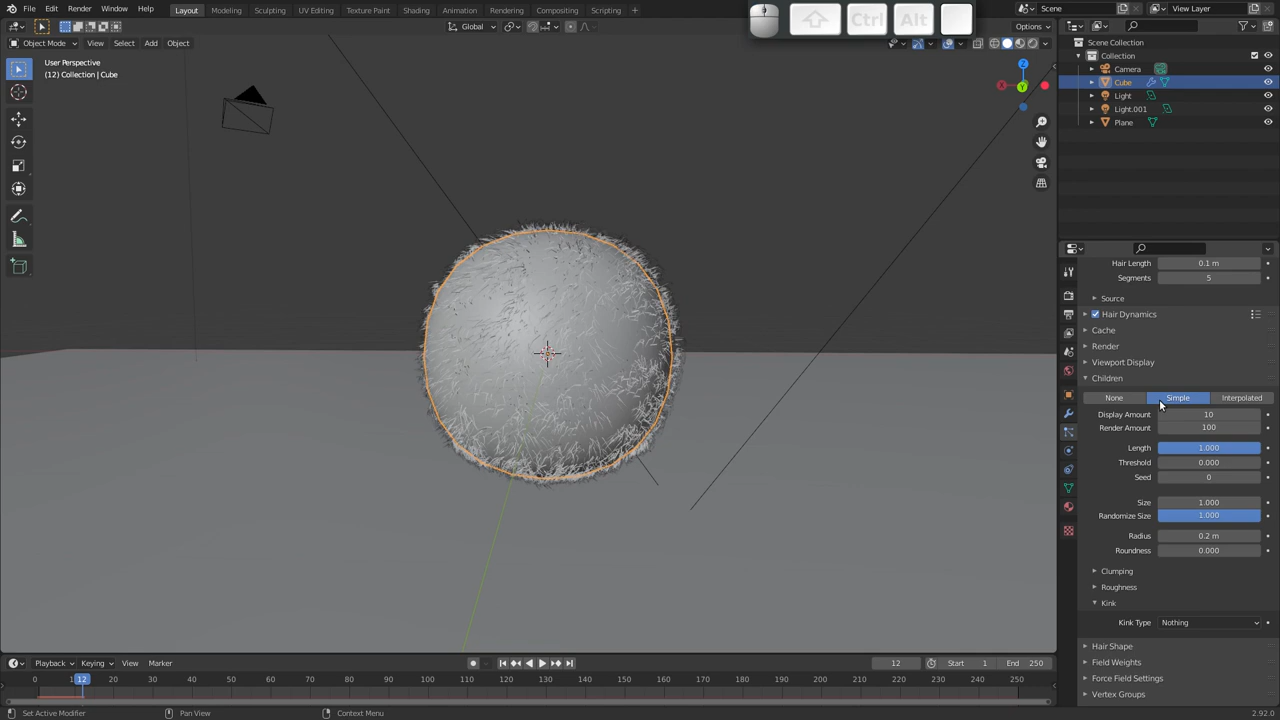 File Edit Render Window Help
Layout Modeling Sculpting UV Editing Texture Paint Shading Animation Rendering Compositing Scripting +
Scene
View Layer
Ctrl Alt
Global
Options
Object Mode View Select Add Object
User Perspective
(12) Collection | Cube
Z
X
Y
Scene Collection
Collection
Camera
Cube
Light
Light.001
Plane
Hair Length 0.1 m
Segments 5
Source
Hair Dynamics
Cache
Render
Viewport Display
Children
None Simple Interpolated
Display Amount 10
Render Amount 100
Length 1.000
Threshold 0.000
Seed 0
Size 1.000
Randomize Size 1.000
Radius 0.2 m
Roundness 0.000
Clumping
Roughness
Kink
Kink Type Nothing
Hair Shape
Field Weights
Force Field Settings
Vertex Groups
Playback Keying View Marker
12 Start 1 End 250
0 12 20 30 40 50 60 70 80 90 100 110 120 130 140 150 160 170 180 190 200 210 220 230 240 250
Set Active Modifier Pan View Context Menu 2.92.0